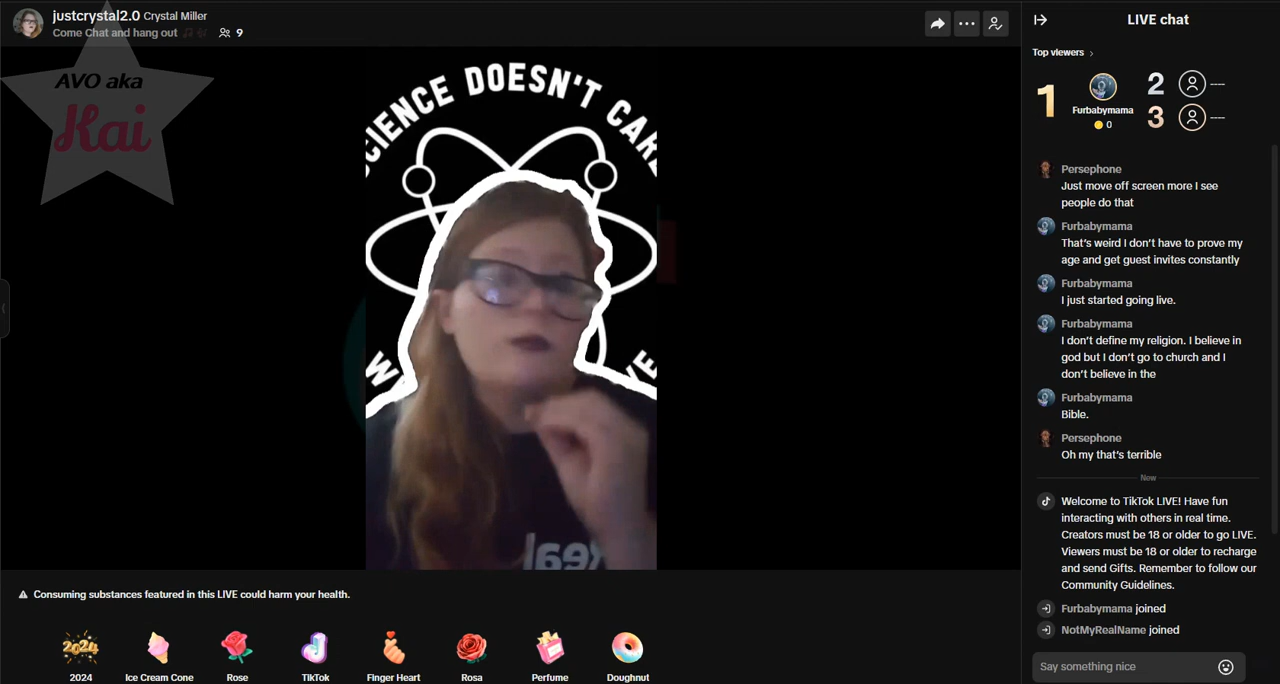 justcrystal2.0 Crystal Miller
Come Chat and hang out
9
AVO aka
Kai
SCIENCE DOESN'T CARE
W
VE
Real
Consuming substances featured in this LIVE could harm your health.
2024
2024
Ice Cream Cone
Rose
TikTok
Finger Heart
Rosa
Perfume
Doughnut
LIVE chat
Top viewers
1
Furbabymama
0
2
3
Persephone
Just move off screen more I see
people do that
Furbabymama
That's weird I don't have to prove my
age and get guest invites constantly
Furbabymama
I just started going live.
Furbabymama
I don't define my religion. I believe in
god but I don't go to church and I
don't believe in the
Furbabymama
Bible.
Persephone
Oh my that's terrible
New
Welcome to TikTok LIVE! Have fun
interacting with others in real time.
Creators must be 18 or older to go LIVE.
Viewers must be 18 or older to recharge
and send Gifts. Remember to follow our
Community Guidelines.
Furbabymama joined
NotMyRealName joined
Say something nice